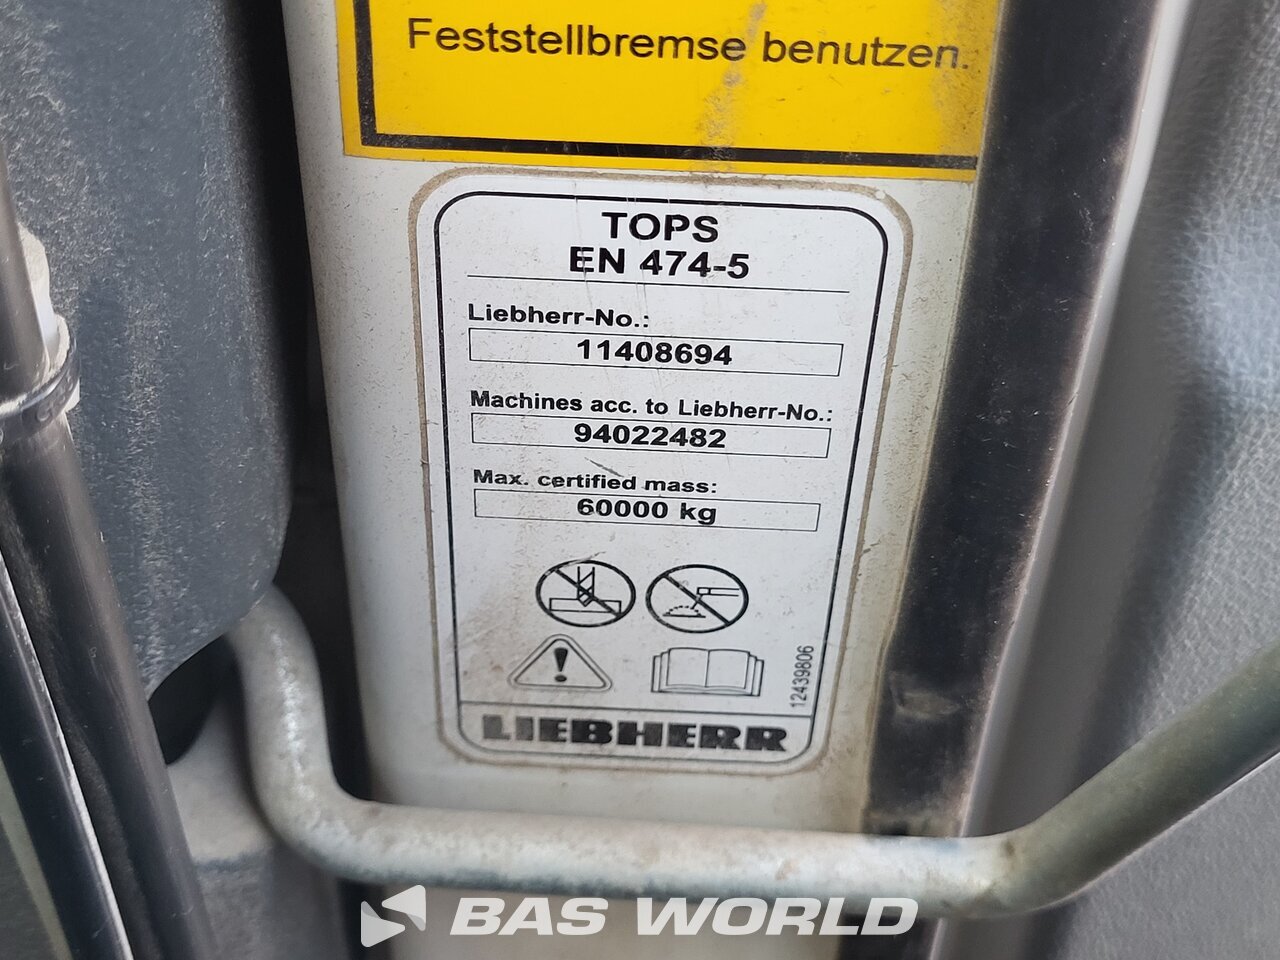 Feststellbremse benutzen.
TOPS
EN 474-5
Liebherr-No.:
11408694
Machines acc. to Liebherr-No.:
94022482
Max. certified mass:
60000 kg
12439806
LIEBHERR
BAS WORLD